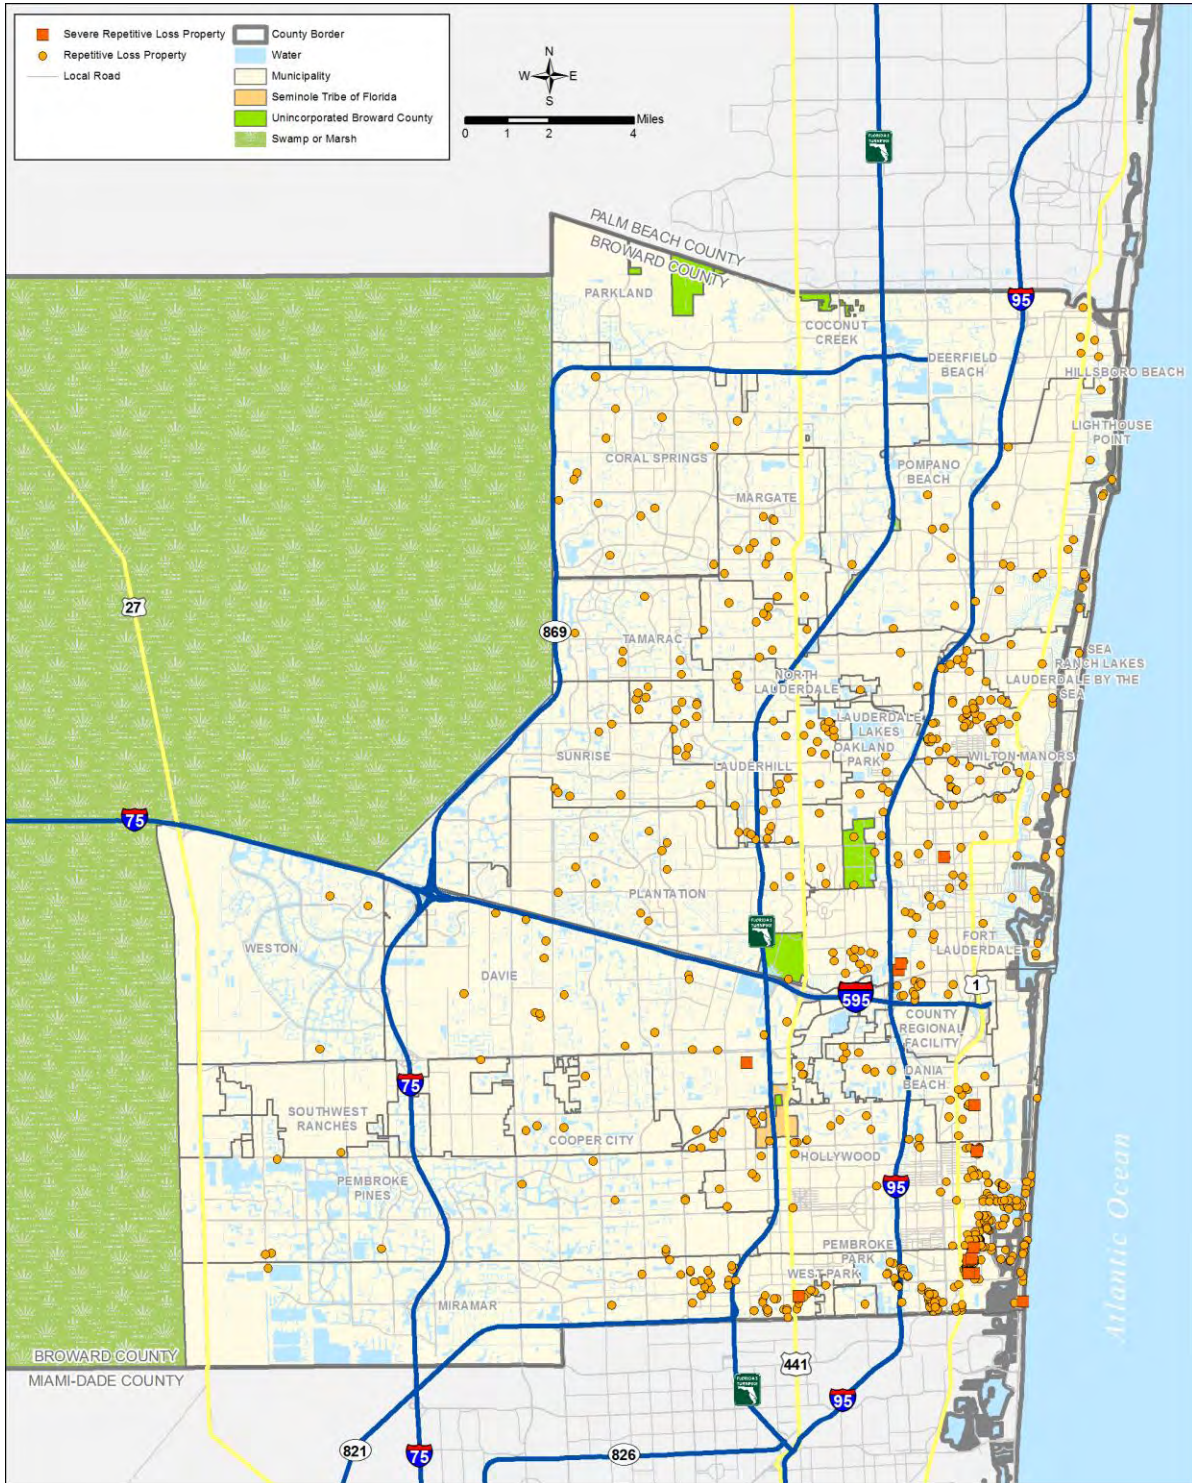 Severe Repetitive Loss Property
Repetitive Loss Property
Local Road
County Border
Water
Municipality
Seminole Tribe of Florida
Unincorporated Broward County
Swamp or Marsh
N
W E
S
Miles
0 1 2 4
PALM BEACH COUNTY
BROWARD COUNTY
PARKLAND
95
COCONUT
CREEK
DEERFIELD
BEACH
HILLSBORO BEACH
LIGHTHOUSE
POINT
CORAL SPRINGS
POMPANO
BEACH
MARGATE
27
869
TAMARAC
SEA
RANCH LAKES
LAUDERDALE BY THE
SEA
NORTH
LAUDERDALE
LAUDERDALE
LAKES
OAKLAND
PARK
SUNRISE
LAUDERHILL
WILTON MANORS
75
PLANTATION
WESTON
FORT
LAUDERDALE
DAVIE
1
595
COUNTY
REGIONAL
FACILITY
DANIA
BEACH
75
SOUTHWEST
RANCHES
COOPER CITY
HOLLYWOOD
PEMBROKE
PINES
95
Atlantic Ocean
PEMBROKE
PARK
WEST PARK
MIRAMAR
BROWARD COUNTY
MIAMI-DADE COUNTY
441
95
821
75
826